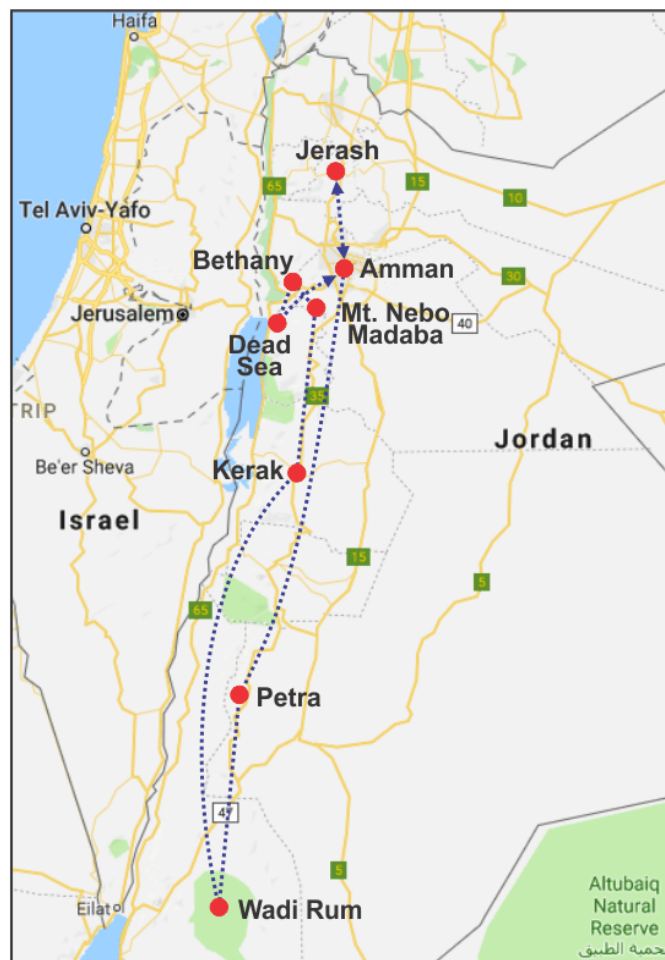 Haifa
Jerash
65
15
10
Tel Aviv-Yafo
Bethany
Amman
30
Jerusalem
Mt. Nebo
Madaba
40
Dead
Sea
35
TRIP
Jordan
Be'er Sheva
Kerak
Israel
15
5
65
Petra
47
5
Altubaiq
Natural
Reserve
محمية الطبيق
Eilat
Wadi Rum